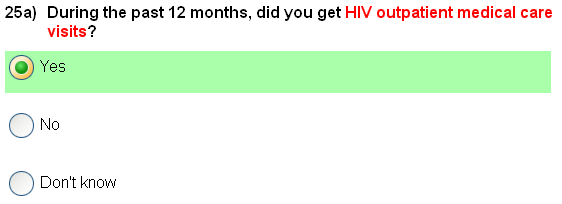 25a) During the past 12 months, did you get HIV outpatient medical care
visits?
Yes
No
Don't know